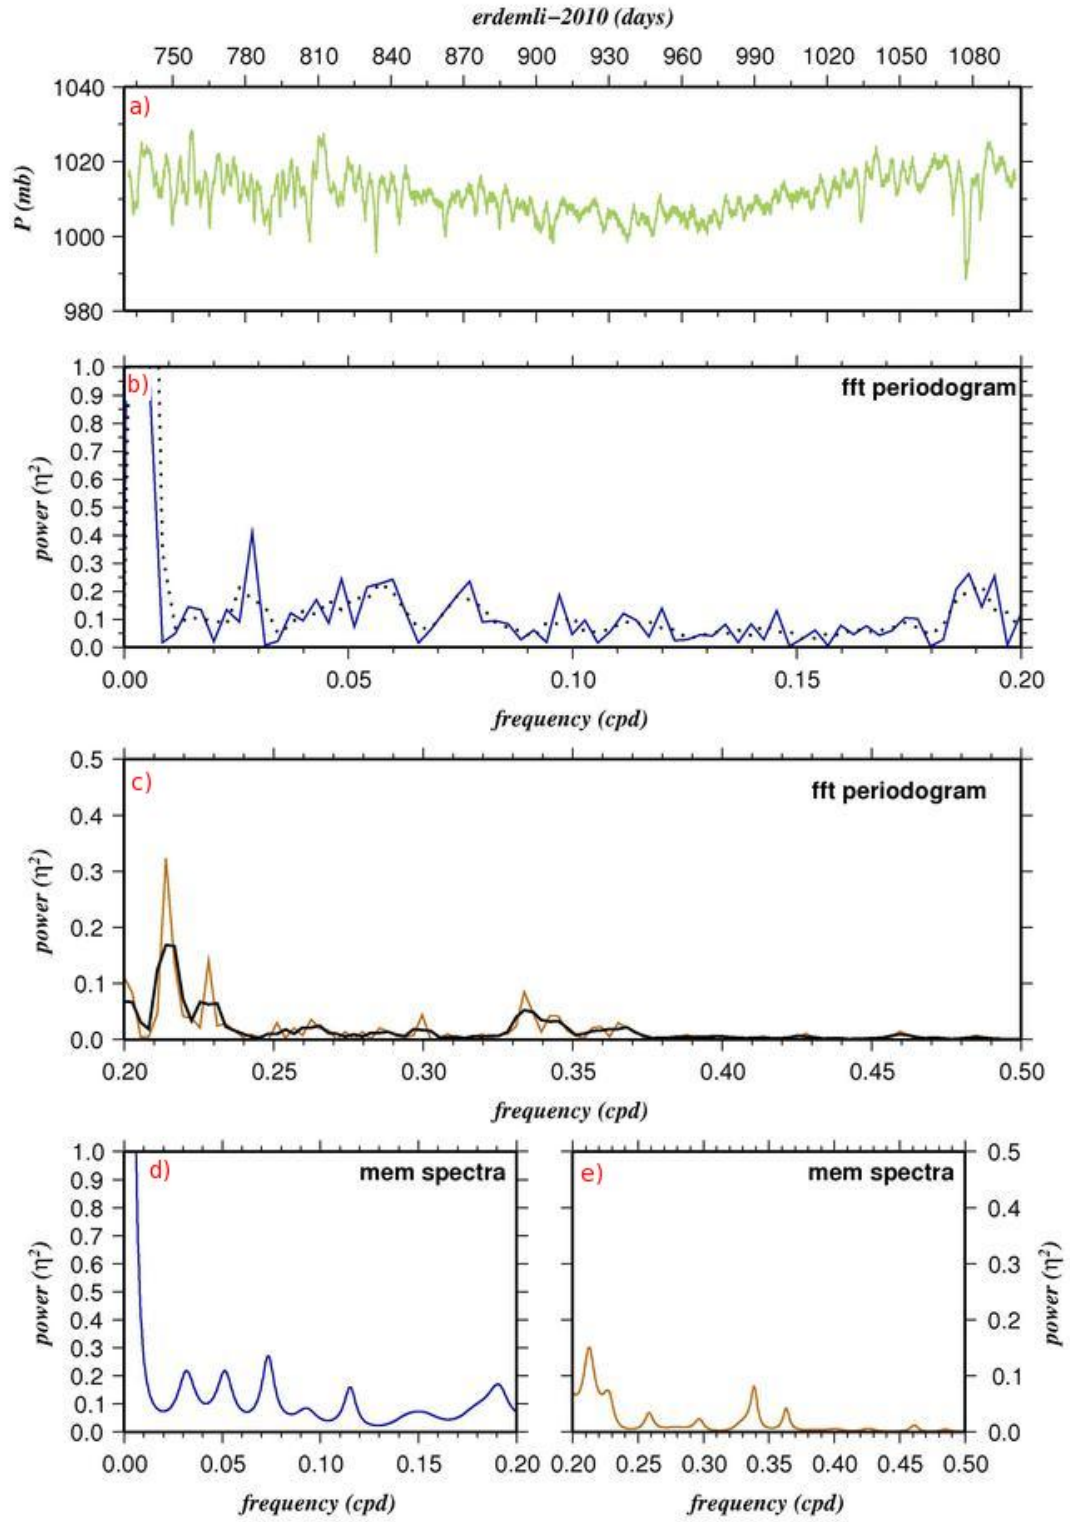 erdemli−2010 (days)
750 780 810 840 870 900 930 960 990 1020 1050 1080
a)
P (mb)
1040
1020
1000
980
b)
fft periodogram
power (η²)
1.0
0.9
0.8
0.7
0.6
0.5
0.4
0.3
0.2
0.1
0.0
0.00 0.05 0.10 0.15 0.20
frequency (cpd)
c)
fft periodogram
power (η²)
0.5
0.4
0.3
0.2
0.1
0.0
0.20 0.25 0.30 0.35 0.40 0.45 0.50
frequency (cpd)
d)
mem spectra
power (η²)
1.0
0.9
0.8
0.7
0.6
0.5
0.4
0.3
0.2
0.1
0.0
0.00 0.05 0.10 0.15 0.20
frequency (cpd)
e)
mem spectra
0.5
0.4
0.3
0.2
0.1
0.0
power (η²)
0.20 0.25 0.30 0.35 0.40 0.45 0.50
frequency (cpd)